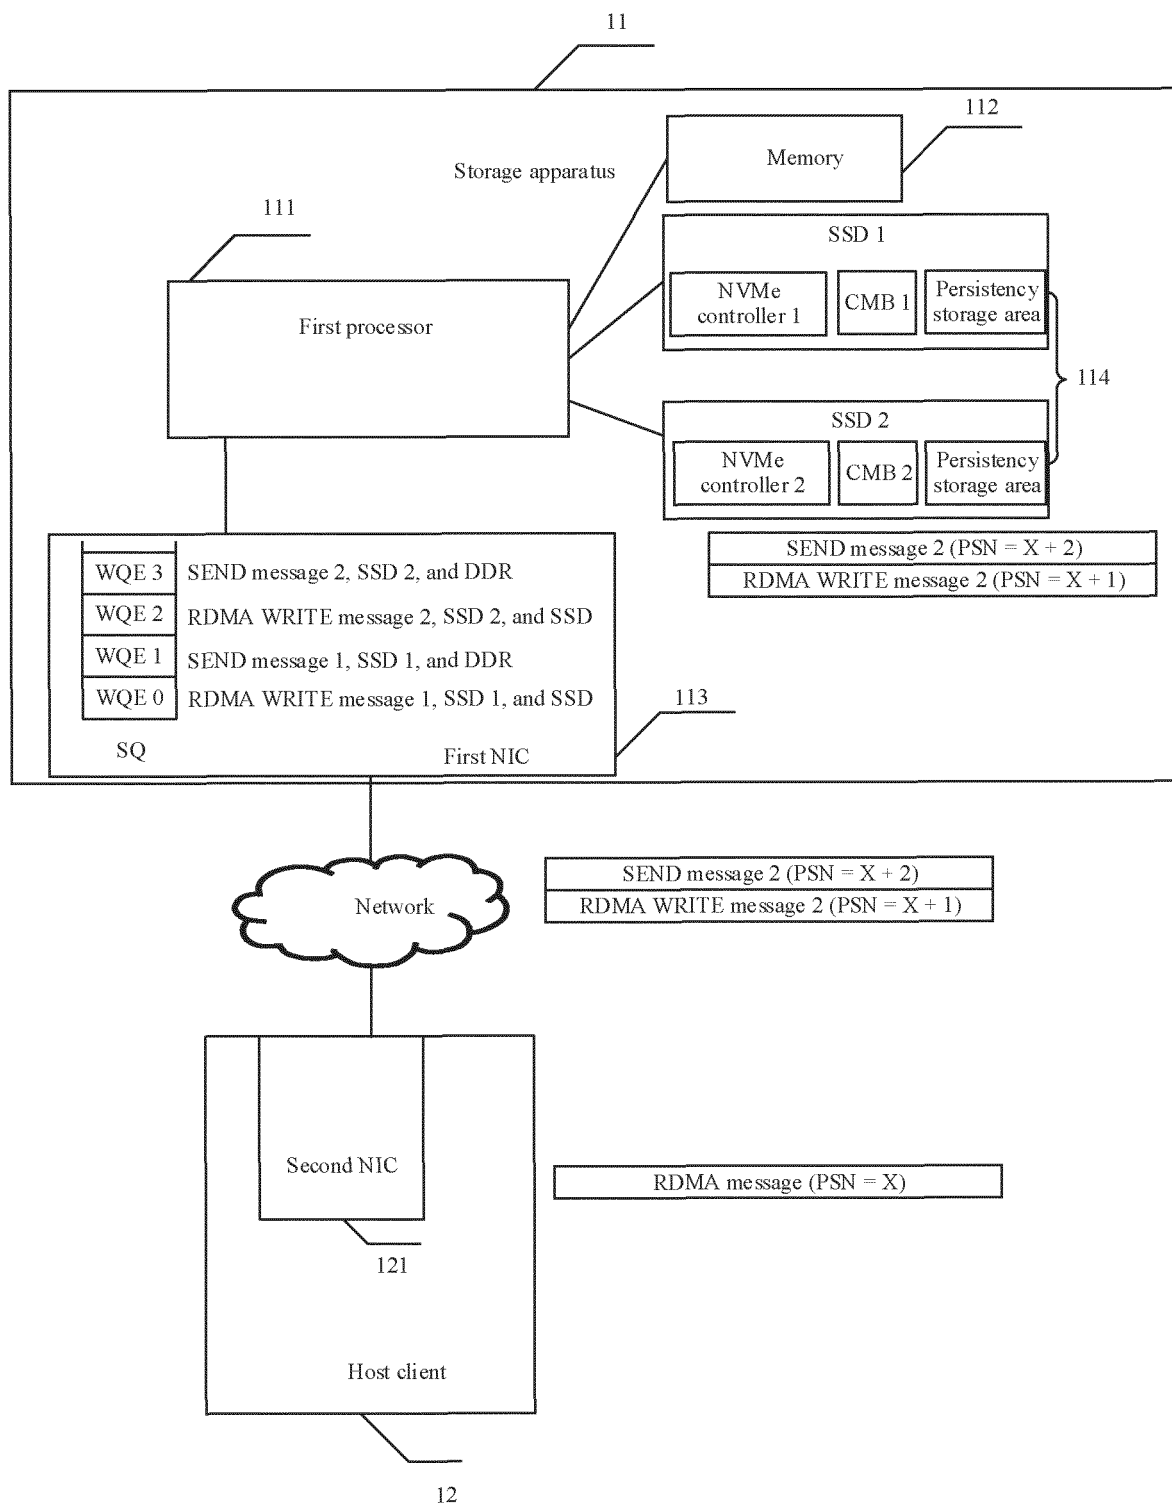 11
112
Memory
Storage apparatus
111
SSD 1
First processor
NVMe
controller 1
CMB 1
Persistency
storage area
114
SSD 2
NVMe
controller 2
CMB 2
Persistency
storage area
SEND message 2 (PSN = X + 2)
RDMA WRITE message 2 (PSN = X + 1)
WQE 3 SEND message 2, SSD 2, and DDR
WQE 2 RDMA WRITE message 2, SSD 2, and SSD
WQE 1 SEND message 1, SSD 1, and DDR
WQE 0 RDMA WRITE message 1, SSD 1, and SSD
113
SQ
First NIC
Network
SEND message 2 (PSN = X + 2)
RDMA WRITE message 2 (PSN = X + 1)
Second NIC
RDMA message (PSN = X)
121
Host client
12